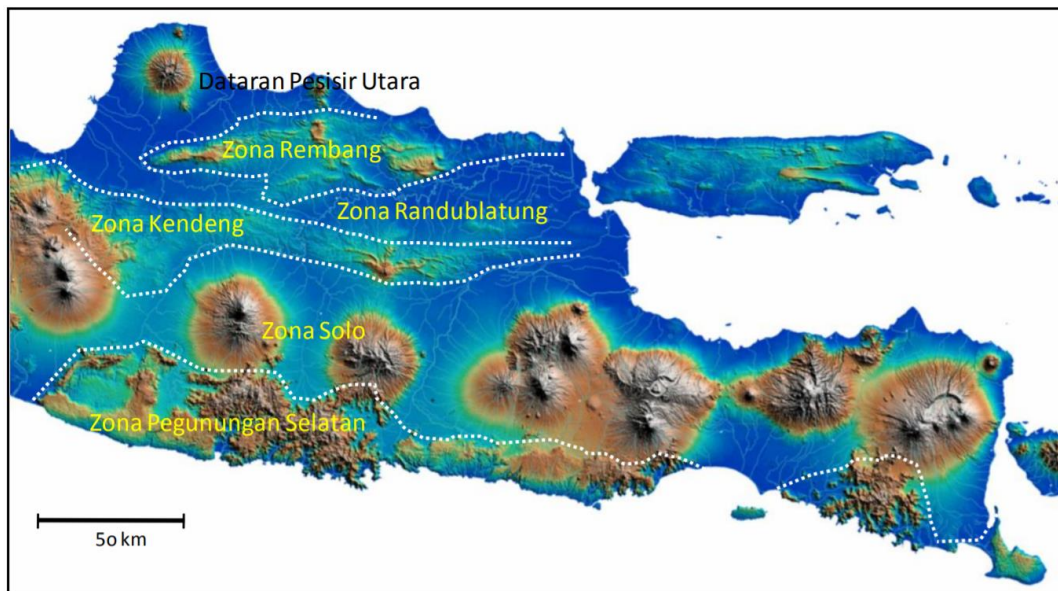 Dataran Pesisir Utara
Zona Rembang
Zona Randublatung
Zona Kendeng
Zona Solo
Zona Pegunungan Selatan
5o km